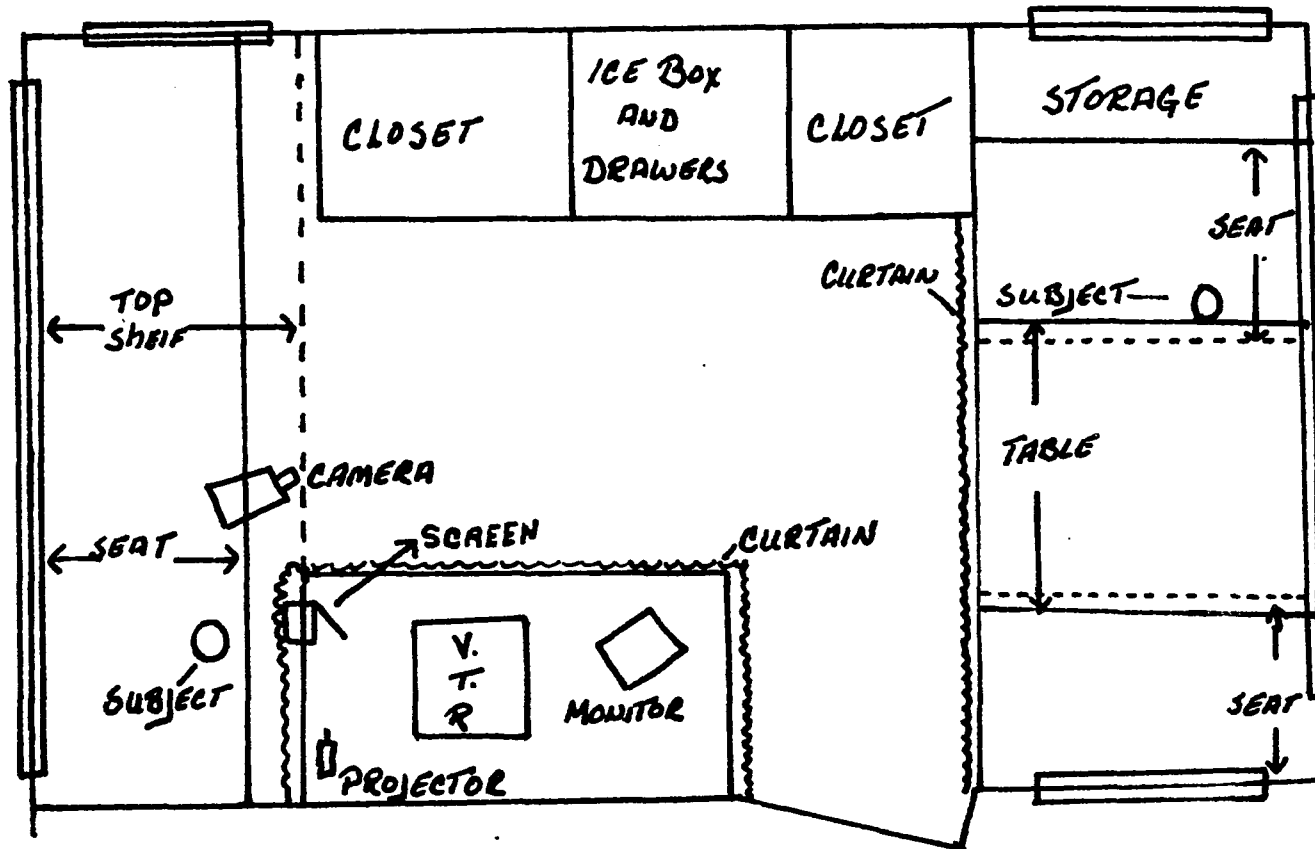 ICE BOX
AND
DRAWERS
CLOSET
CLOSET
STORAGE
SEAT
CURTAIN
SUBJECT
TOP
SHELF
TABLE
CAMERA
SEAT
SCREEN
CURTAIN
V.
T.
R
SUBJECT
MONITOR
SEAT
PROJECTOR